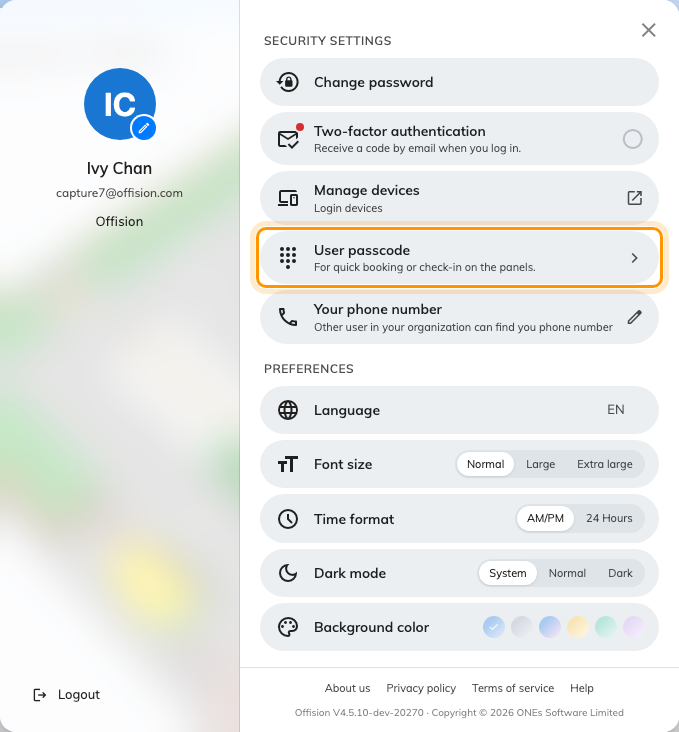 IC
Ivy Chan
capture7@offision.com
Offision
Logout
SECURITY SETTINGS
Change password
Two-factor authentication
Receive a code by email when you log in.
Manage devices
Login devices
User passcode
For quick booking or check-in on the panels.
Your phone number
Other user in your organization can find you phone number
PREFERENCES
Language EN
Font size Normal Large Extra large
Time format AM/PM 24 Hours
Dark mode System Normal Dark
Background color
About us Privacy policy Terms of service Help
Offision V4.5.10-dev-20270 · Copyright © 2026 ONEs Software Limited